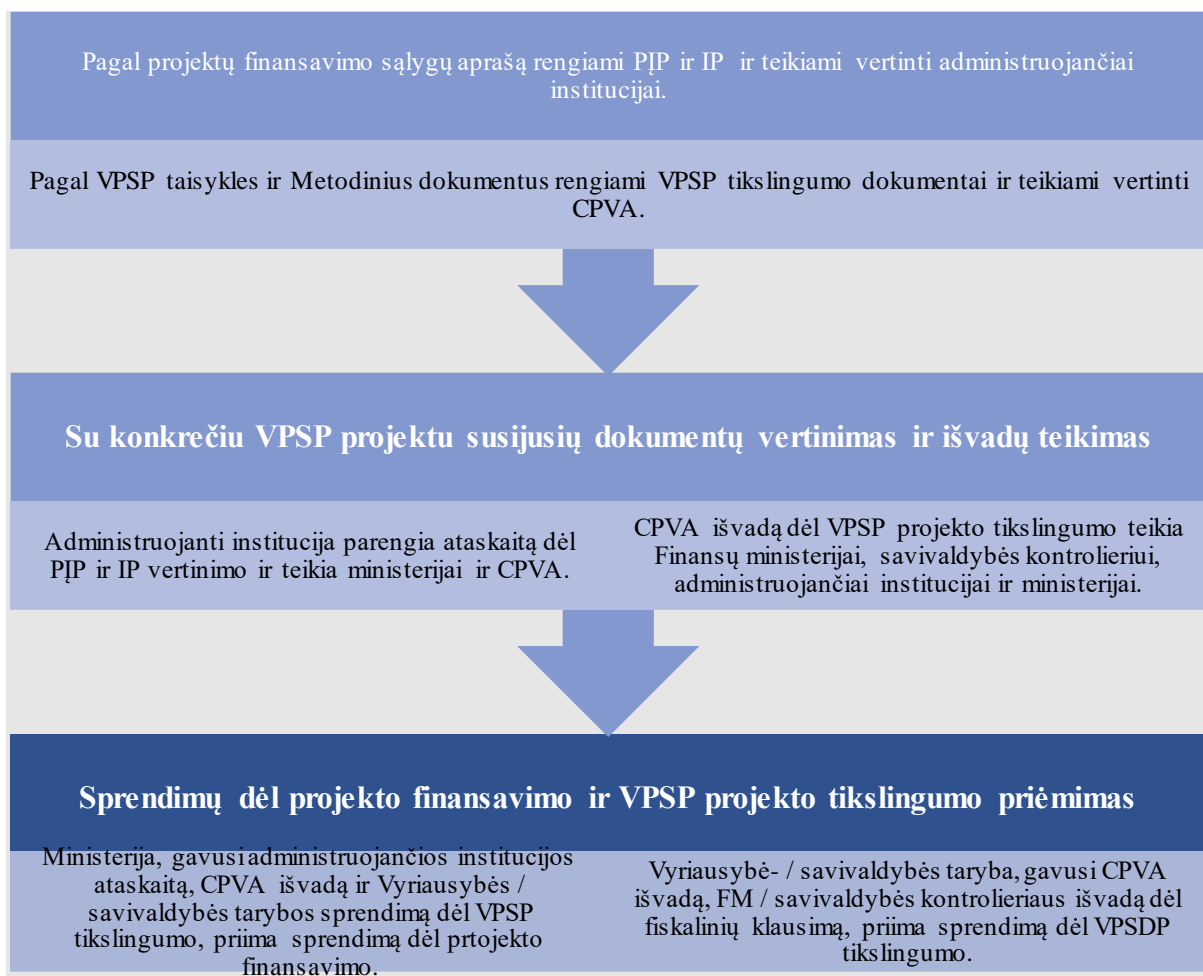 Pagal projektų finansavimo sąlygų aprašą rengiami PĮP ir IP ir teikiami vertinti administruojančiai
institucijai.
Pagal VPSP taisykles ir Metodinius dokumentus rengiami VPSP tikslingumo dokumentai ir teikiami vertinti
CPVA.
Su konkrečiu VPSP projektu susijusių dokumentų vertinimas ir išvadų teikimas
Administruojanti institucija parengia ataskaitą dėl
PĮP ir IP vertinimo ir teikia ministerijai ir CPVA.
CPVA išvadą dėl VPSP projekto tikslingumo teikia
Finansų ministerijai, savivaldybės kontrolieriui,
administruojančiai institucijai ir ministerijai.
Sprendimų dėl projekto finansavimo ir VPSP projekto tikslingumo priėmimas
Ministerija, gavusi administruojančios institucijos
ataskaitą, CPVA išvadą ir Vyriausybės /
savivaldybės tarybos sprendimą dėl VPSP
tikslingumo, priima sprendimą dėl prtojekto
finansavimo.
Vyriausybė- / savivaldybės taryba, gavusi CPVA
išvadą, FM / savivaldybės kontrolieriaus išvadą dėl
fiskalinių klausimą, priima sprendimą dėl VPSDP
tikslingumo.